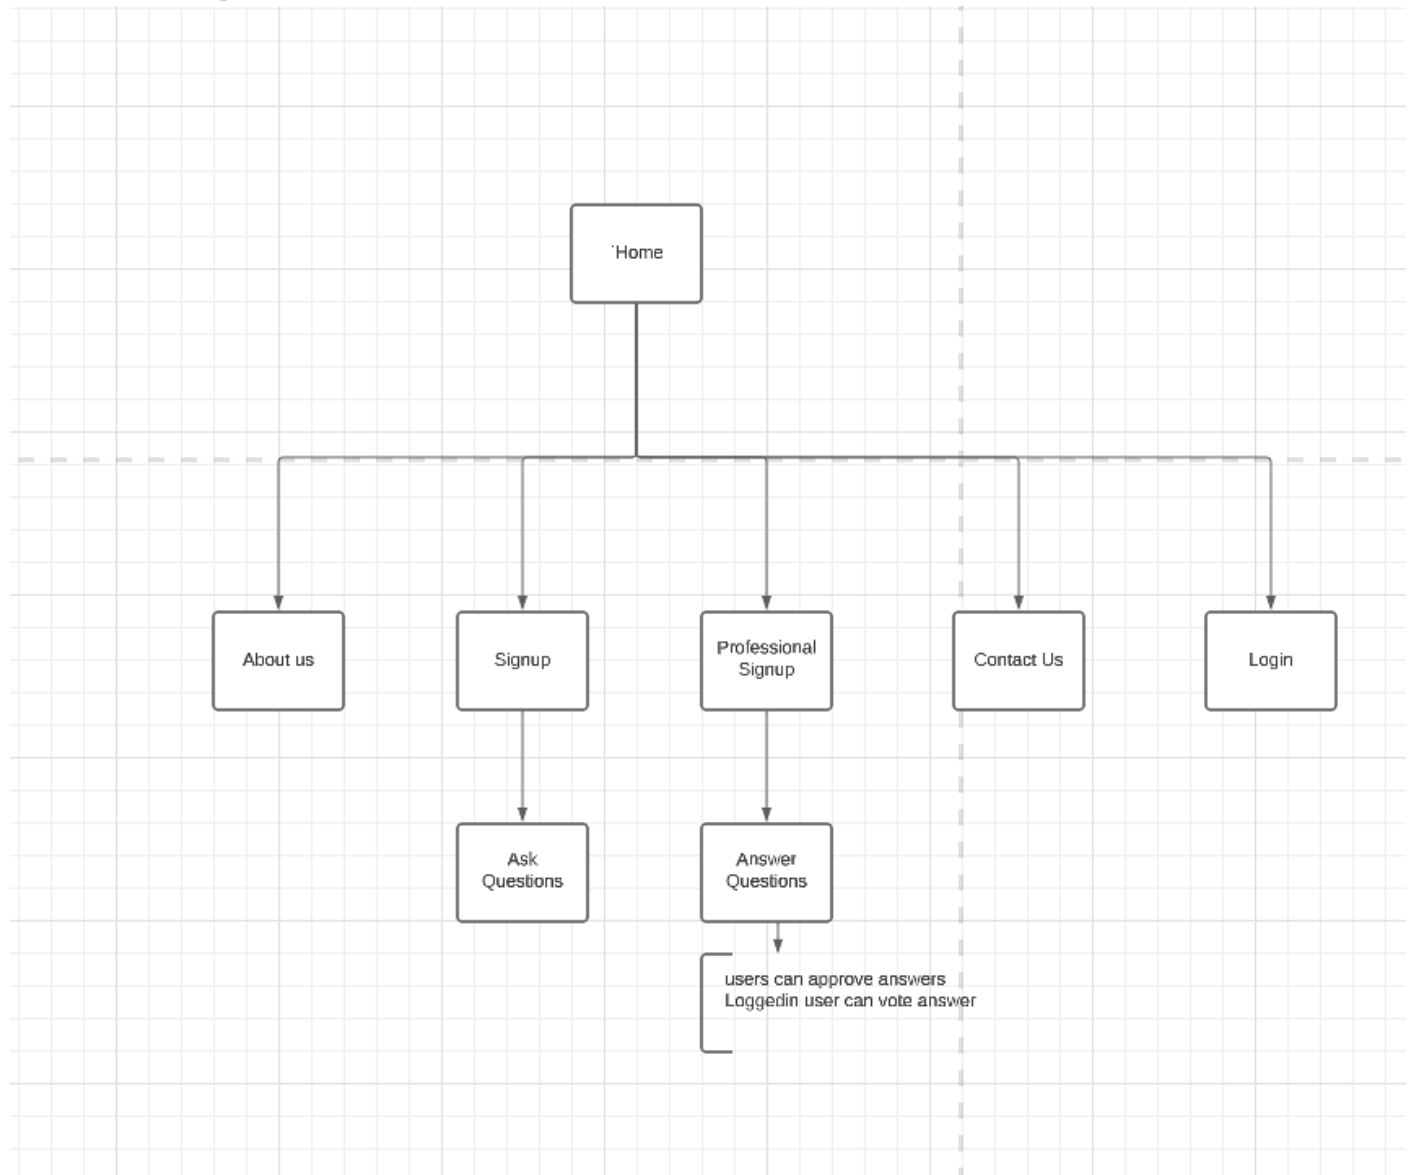 `Home
About us
Signup
Professional
Signup
Contact Us
Login
Ask
Questions
Answer
Questions
users can approve answers
Loggedin user can vote answer